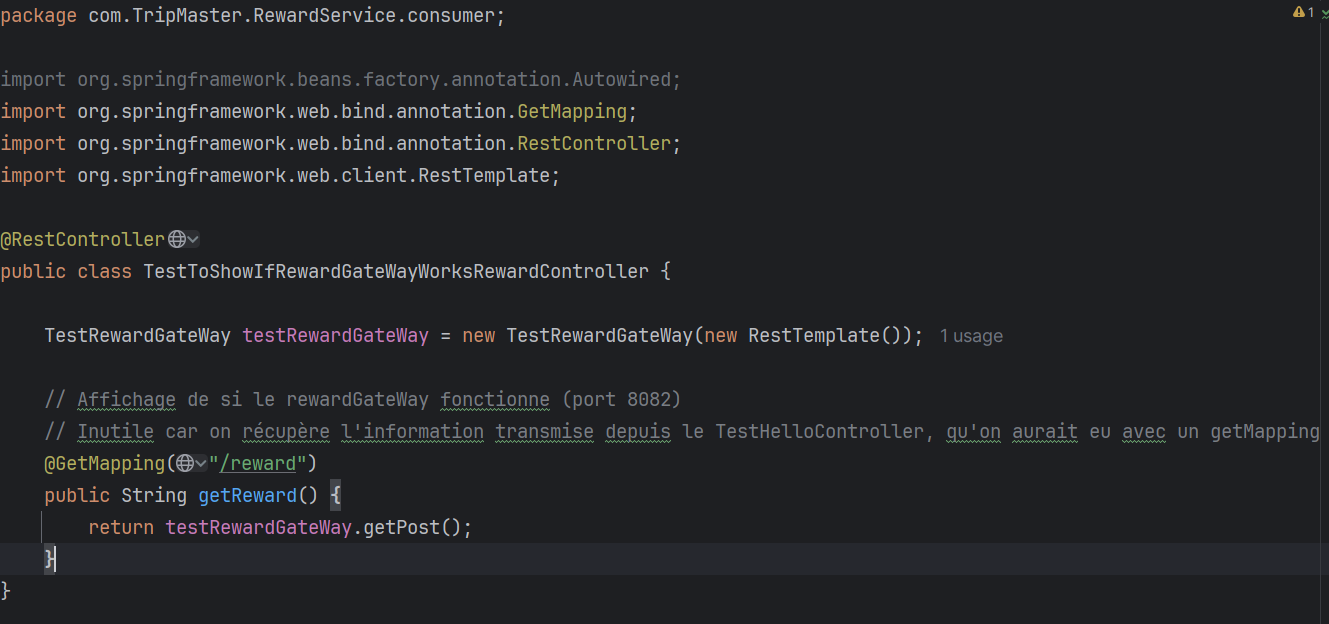 package com.TripMaster.RewardService.consumer;
1
import org.springframework.beans.factory.annotation.Autowired;
import org.springframework.web.bind.annotation.GetMapping;
import org.springframework.web.bind.annotation.RestController;
import org.springframework.web.client.RestTemplate;
@RestController
public class TestToShowIfRewardGateWayWorksRewardController {
TestRewardGateWay testRewardGateWay = new TestRewardGateWay(new RestTemplate()); 1 usage
// Affichage de si le rewardGateWay fonctionne (port 8082)
// Inutile car on récupère l'information transmise depuis le TestHelloController, qu'on aurait eu avec un getMapping
@GetMapping("/reward")
public String getReward() {
return testRewardGateWay.getPost();
}
}